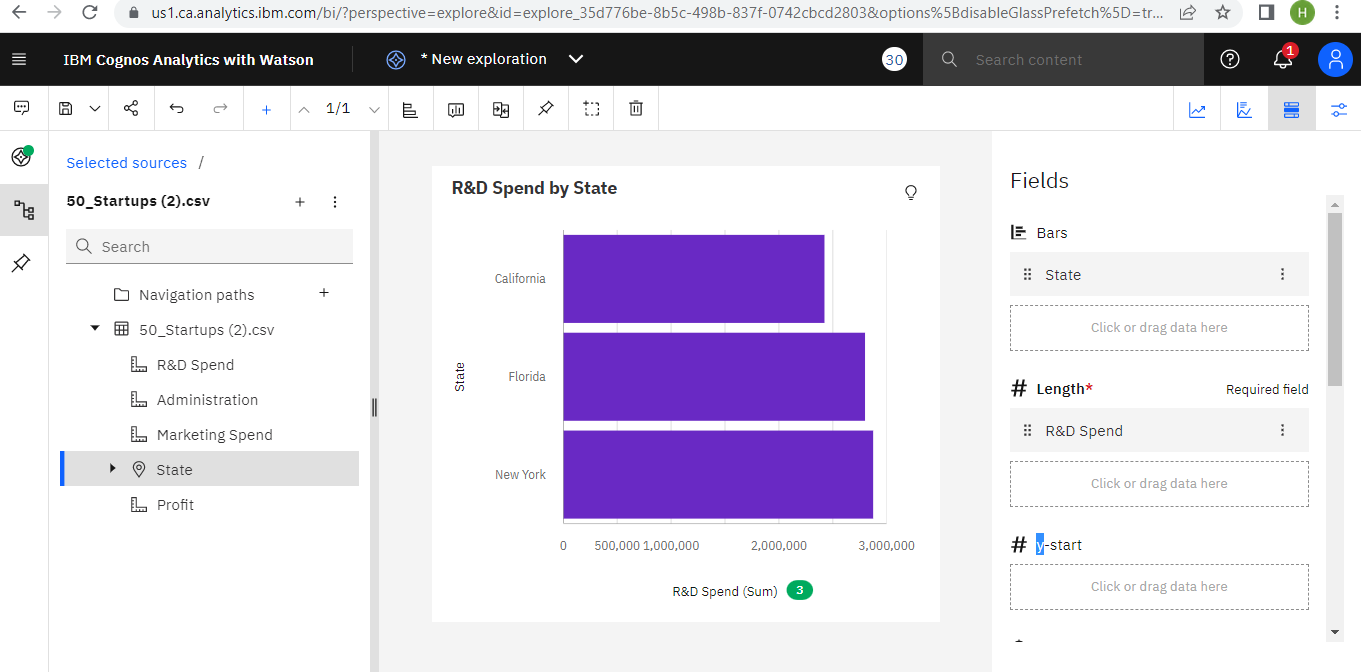 us1.ca.analytics.ibm.com/bi/?perspective=explore&id=explore_35d776be-8b5c-498b-837f-0742cbcd2803&options%5BdisableGlassPrefetch%5D=tr...
H
IBM Cognos Analytics with Watson
* New exploration
30
Search content
1
1/1
Selected sources /
50_Startups (2).csv
Search
Navigation paths
50_Startups (2).csv
R&D Spend
Administration
Marketing Spend
State
Profit
R&D Spend by State
State
California
Florida
New York
0 500,000 1,000,000 2,000,000 3,000,000
R&D Spend (Sum) 3
Fields
Bars
State
Click or drag data here
# Length* Required field
R&D Spend
Click or drag data here
# y-start
Click or drag data here